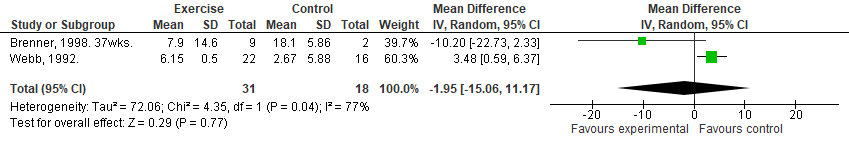 Exercise Control Mean Difference Mean Difference
Study or Subgroup Mean SD Total Mean SD Total Weight IV, Random, 95% CI IV, Random, 95% CI
Brenner, 1998. 37wks. 7.9 14.6 9 18.1 5.86 2 39.7% -10.20 [-22.73, 2.33]
Webb, 1992. 6.15 0.5 22 2.67 5.88 16 60.3% 3.48 [0.59, 6.37]
Total (95% CI) 31 18 100.0% -1.95 [-15.06, 11.17]
Heterogeneity: Tau² = 72.06; Chi² = 4.35, df = 1 (P = 0.04); I² = 77%
Test for overall effect: Z = 0.29 (P = 0.77)
-20 -10 0 10 20
Favours experimental Favours control